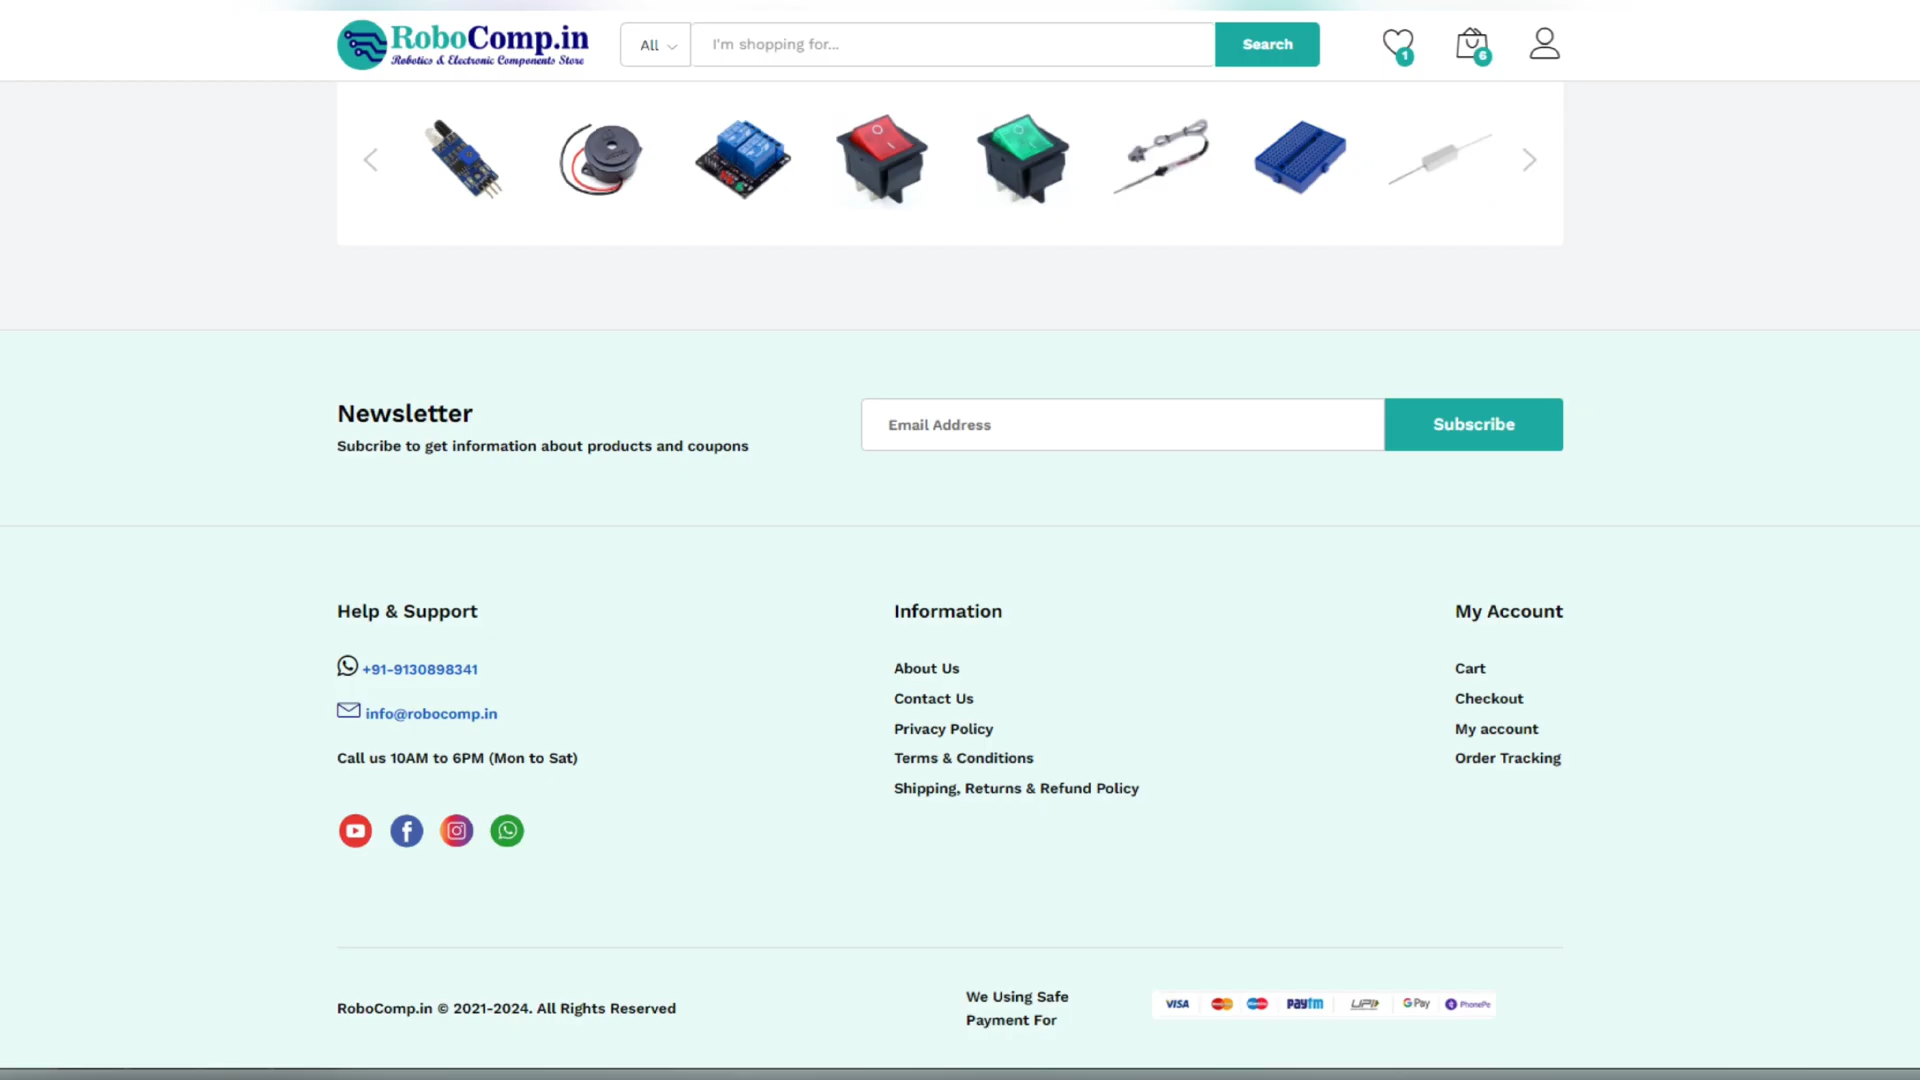 RoboComp.in
Robotics & Electronic Components Store
All
I'm shopping for...
Search
1
6
Newsletter
Subcribe to get information about products and coupons
Email Address
Subscribe
Help & Support
+91-9130898341
info@robocomp.in
Call us 10AM to 6PM (Mon to Sat)
Information
About Us
Contact Us
Privacy Policy
Terms & Conditions
Shipping, Returns & Refund Policy
My Account
Cart
Checkout
My account
Order Tracking
RoboComp.in © 2021-2024. All Rights Reserved
We Using Safe
Payment For
VISA paytm UPI G Pay PhonePe